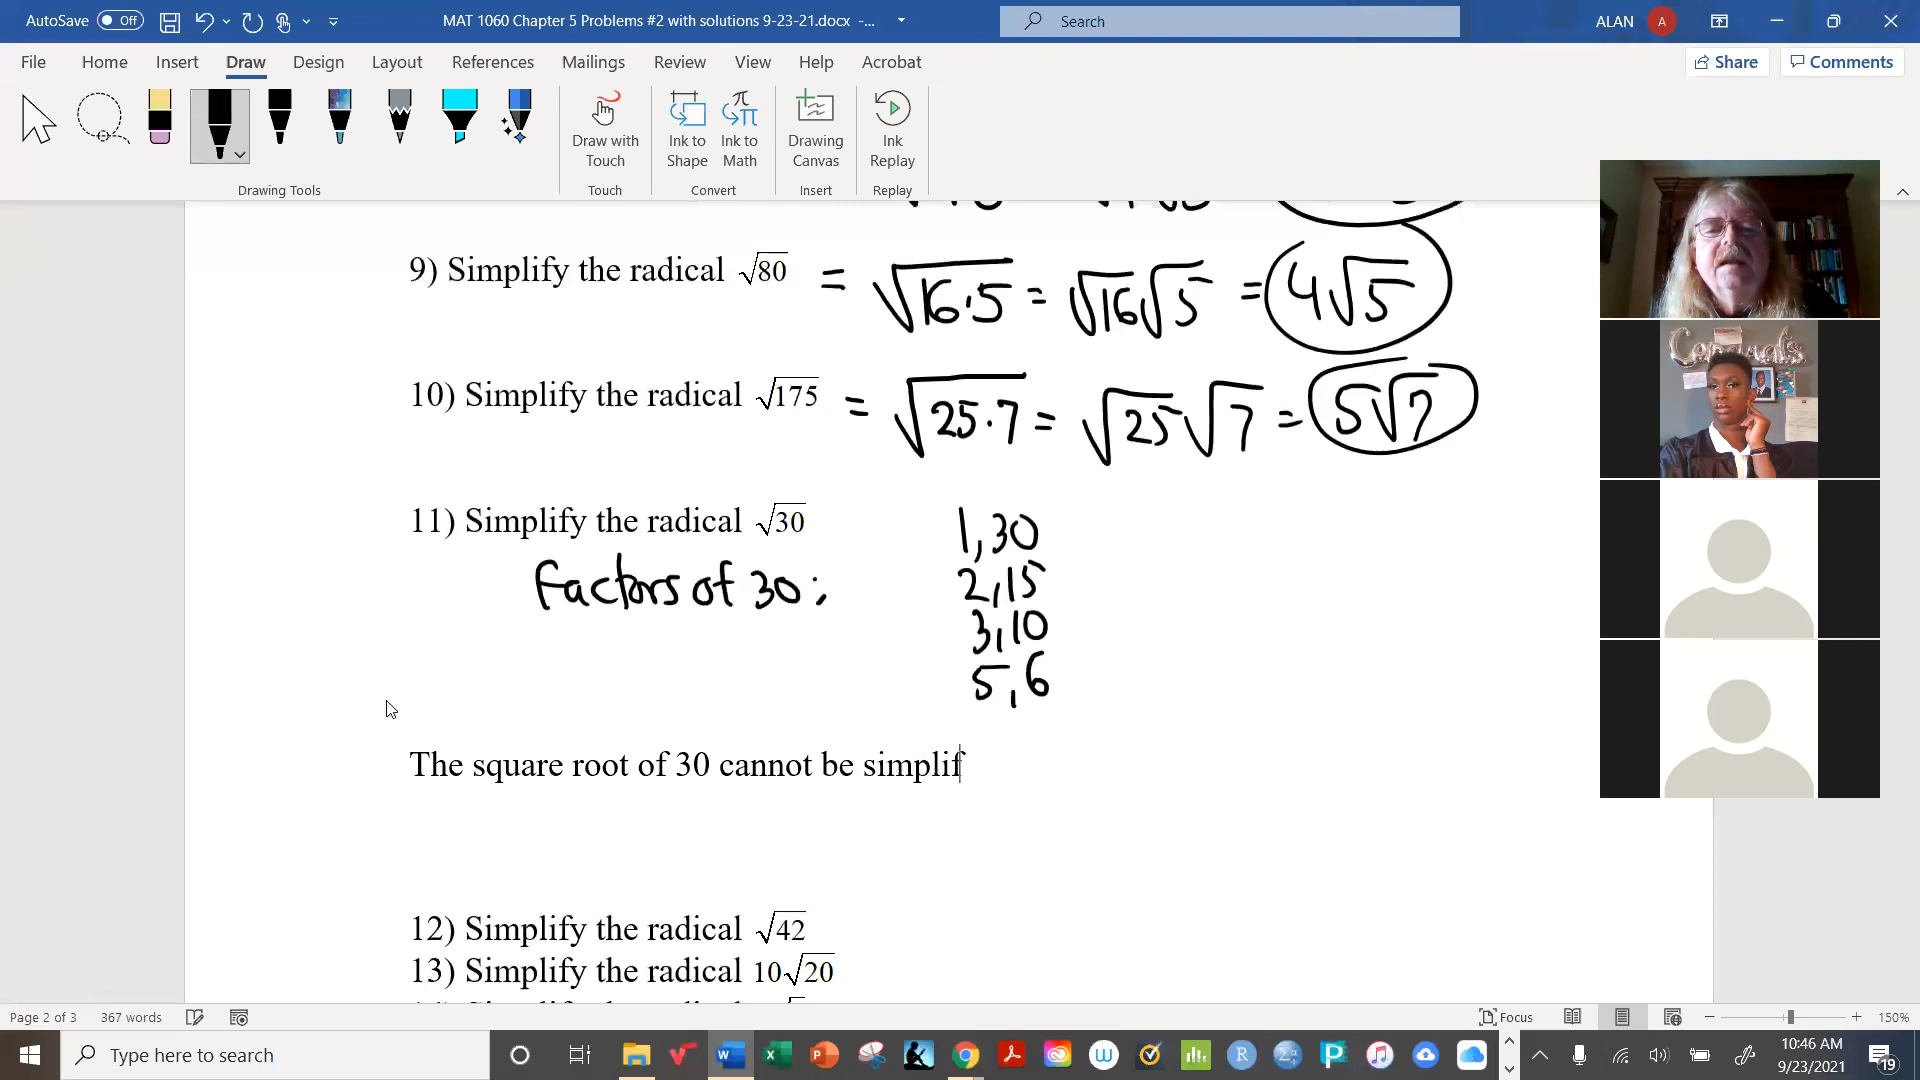 AutoSave Off MAT 1060 Chapter 5 Problems #2 with solutions 9-23-21.docx -... Search ALAN A
File Home Insert Draw Design Layout References Mailings Review View Help Acrobat Share Comments
Draw with Touch
Ink to Shape
Ink to Math
Drawing Canvas
Ink Replay
Drawing Tools Touch Convert Insert Replay
9) Simplify the radical √80 = √16·5 = √16√5 = 4√5
10) Simplify the radical √175 = √25·7 = √25√7 = 5√7
11) Simplify the radical √30
Factors of 30:
1,30
2,15
3,10
5,6
The square root of 30 cannot be simplif
12) Simplify the radical √42
13) Simplify the radical 10√20
Page 2 of 3 367 words Focus 150%
Type here to search
10:46 AM
9/23/2021
19